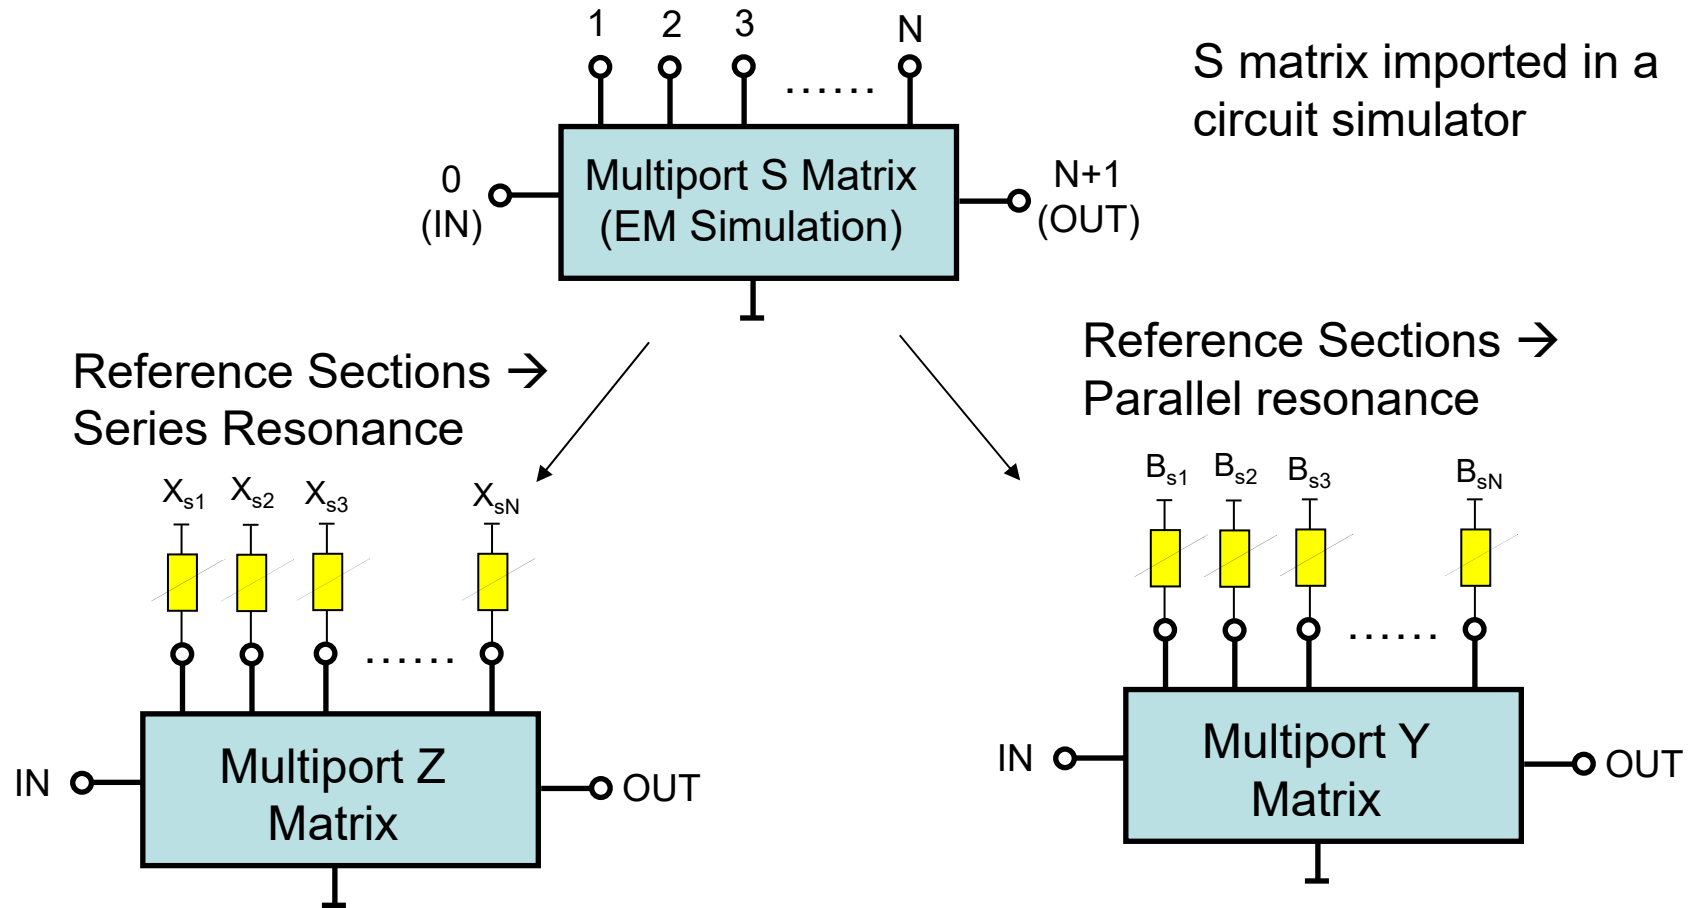 1 2 3 ...... N
S matrix imported in a
circuit simulator
Multiport S Matrix
(EM Simulation)
0
(IN)
N+1
(OUT)
Reference Sections →
Series Resonance
Reference Sections →
Parallel resonance
Xs1 Xs2 Xs3 XsN
......
Multiport Z
Matrix
IN
OUT
Bs1 Bs2 Bs3 BsN
......
Multiport Y
Matrix
IN
OUT